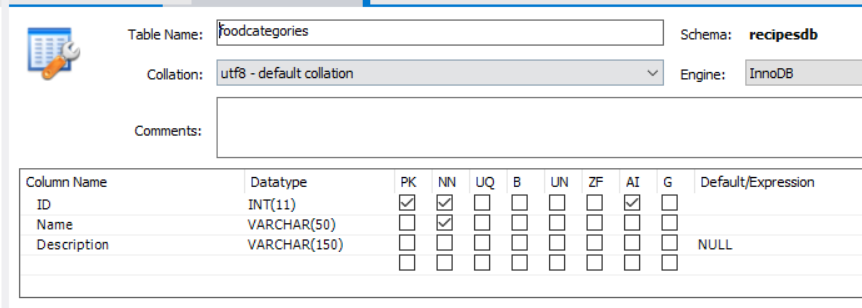 Table Name: foodcategories Schema: recipesdb
Collation: utf8 - default collation Engine: InnoDB
Comments:
Column Name Datatype PK NN UQ B UN ZF AI G Default/Expression
ID INT(11)
Name VARCHAR(50)
Description VARCHAR(150) NULL